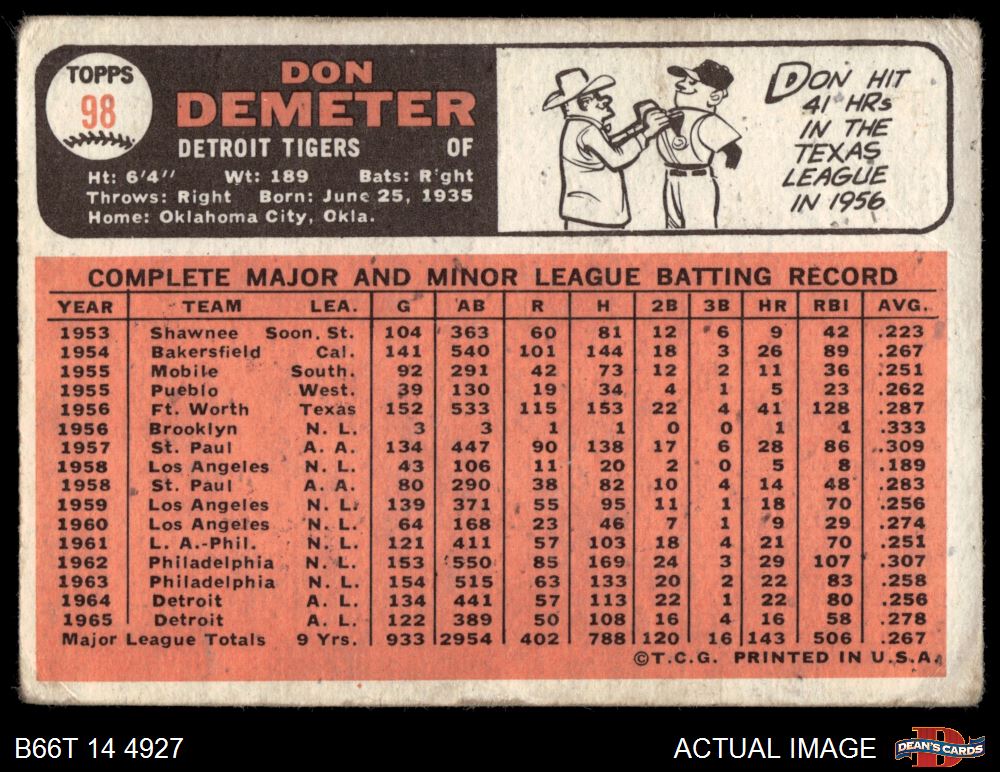 TOPPS
98
DON
DEMETER
DETROIT TIGERS OF
Ht: 6'4" Wt: 189 Bats: Right
Throws: Right Born: June 25, 1935
Home: Oklahoma City, Okla.
DON HIT
41 HRs
IN THE
TEXAS
LEAGUE
IN 1956
COMPLETE MAJOR AND MINOR LEAGUE BATTING RECORD
YEAR TEAM LEA. G AB R H 2B 3B HR RBI AVG.
1953 Shawnee Soon. St. 104 363 60 81 12 6 9 42 .223
1954 Bakersfield Cal. 141 540 101 144 18 3 26 89 .267
1955 Mobile South. 92 291 42 73 12 2 11 36 .251
1955 Pueblo West. 39 130 19 34 4 1 5 23 .262
1956 Ft. Worth Texas 152 533 115 153 22 4 41 128 .287
1956 Brooklyn N. L. 3 3 1 1 0 0 1 1 .333
1957 St. Paul A. A. 134 447 90 138 17 6 28 86 .309
1958 Los Angeles N. L. 43 106 11 20 2 0 5 8 .189
1958 St. Paul A. A. 80 290 38 82 10 4 14 48 .283
1959 Los Angeles N. L. 139 371 55 95 11 1 18 70 .256
1960 Los Angeles N. L. 64 168 23 46 7 1 9 29 .274
1961 L. A.-Phil. N. L. 121 411 57 103 18 4 21 70 .251
1962 Philadelphia N. L. 153 550 85 169 24 3 29 107 .307
1963 Philadelphia N. L. 154 515 63 133 20 2 22 83 .258
1964 Detroit A. L. 134 441 57 113 22 1 22 80 .256
1965 Detroit A. L. 122 389 50 108 16 4 16 58 .278
Major League Totals 9 Yrs. 933 2954 402 788 120 16 143 506 .267
©T.C.G. PRINTED IN U.S.A.
B66T 14 4927
ACTUAL IMAGE
DEAN'S CARDS